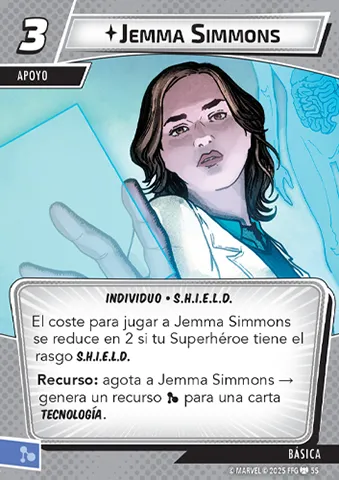 3
JEMMA SIMMONS
APOYO
INDIVIDUO • S.H.I.E.L.D.
El coste para jugar a Jemma Simmons
se reduce en 2 si tu Superhéroe tiene el
rasgo S.H.I.E.L.D.
Recurso: agota a Jemma Simmons →
genera un recurso para una carta
TECNOLOGÍA.
BÁSICA
© MARVEL © 2025 FFG 55